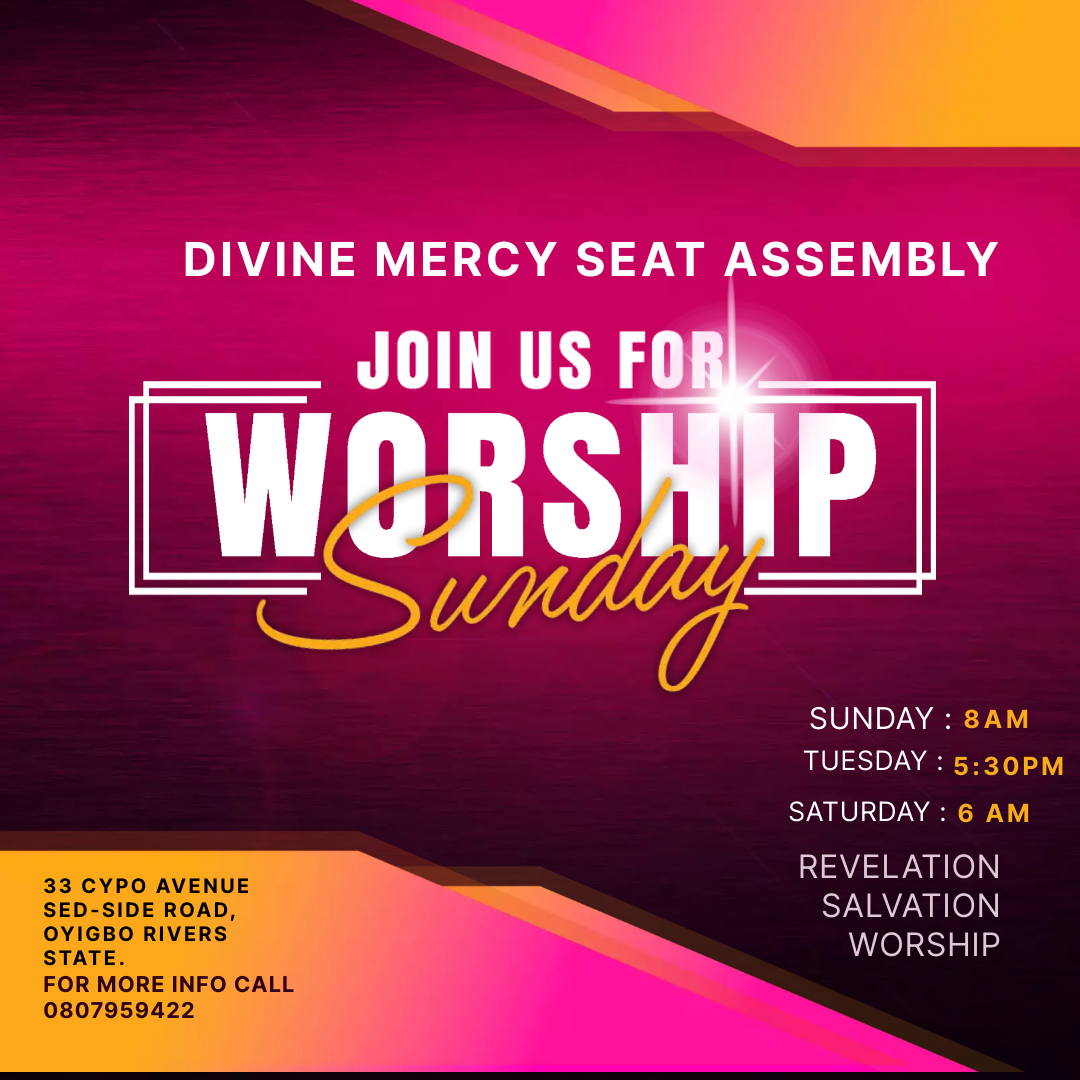 DIVINE MERCY SEAT ASSEMBLY
JOIN US FOR
WORSHIP
Sunday
SUNDAY : 8AM
TUESDAY : 5:30PM
SATURDAY : 6 AM
REVELATION
SALVATION
WORSHIP
33 CYPO AVENUE
SED-SIDE ROAD,
OYIGBO RIVERS
STATE.
FOR MORE INFO CALL
0807959422